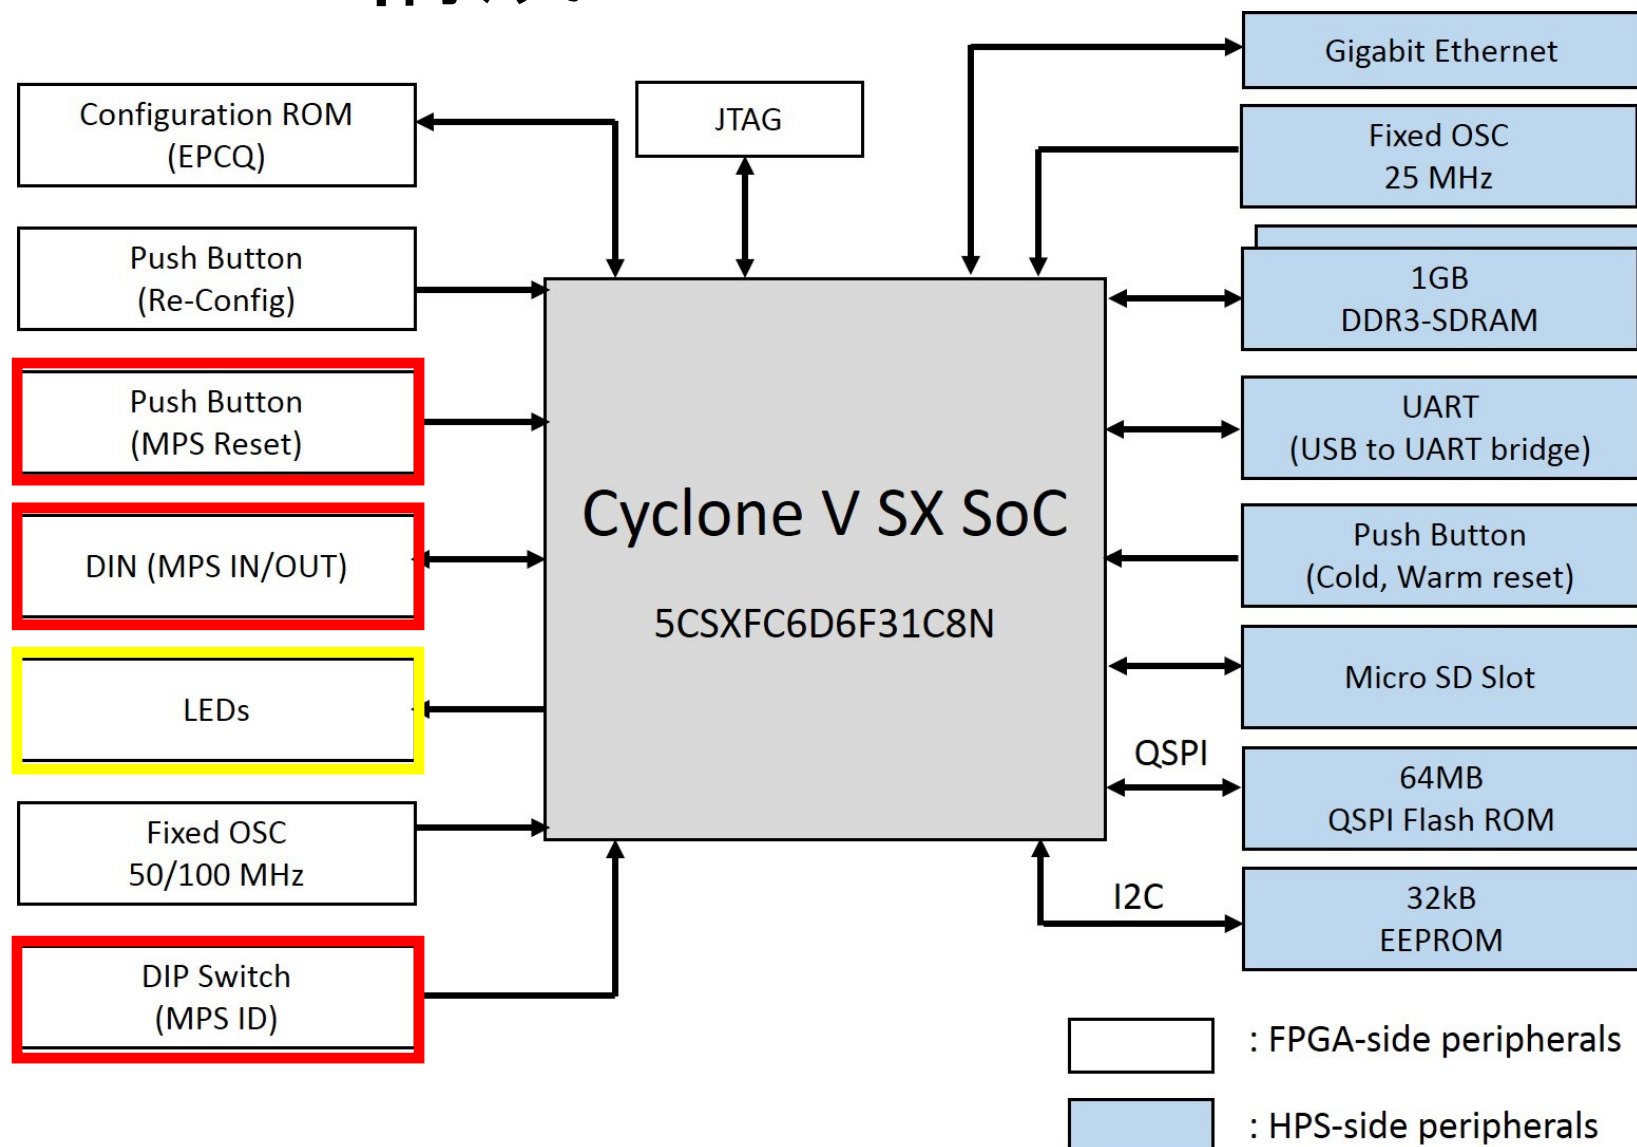 Configuration ROM
(EPCQ)
JTAG
Gigabit Ethernet
Fixed OSC
25 MHz
Push Button
(Re-Config)
1GB
DDR3-SDRAM
Push Button
(MPS Reset)
UART
(USB to UART bridge)
DIN (MPS IN/OUT)
Cyclone V SX SoC
5CSXFC6D6F31C8N
Push Button
(Cold, Warm reset)
LEDs
Micro SD Slot
Fixed OSC
50/100 MHz
QSPI
64MB
QSPI Flash ROM
DIP Switch
(MPS ID)
I2C
32kB
EEPROM
: FPGA-side peripherals
: HPS-side peripherals